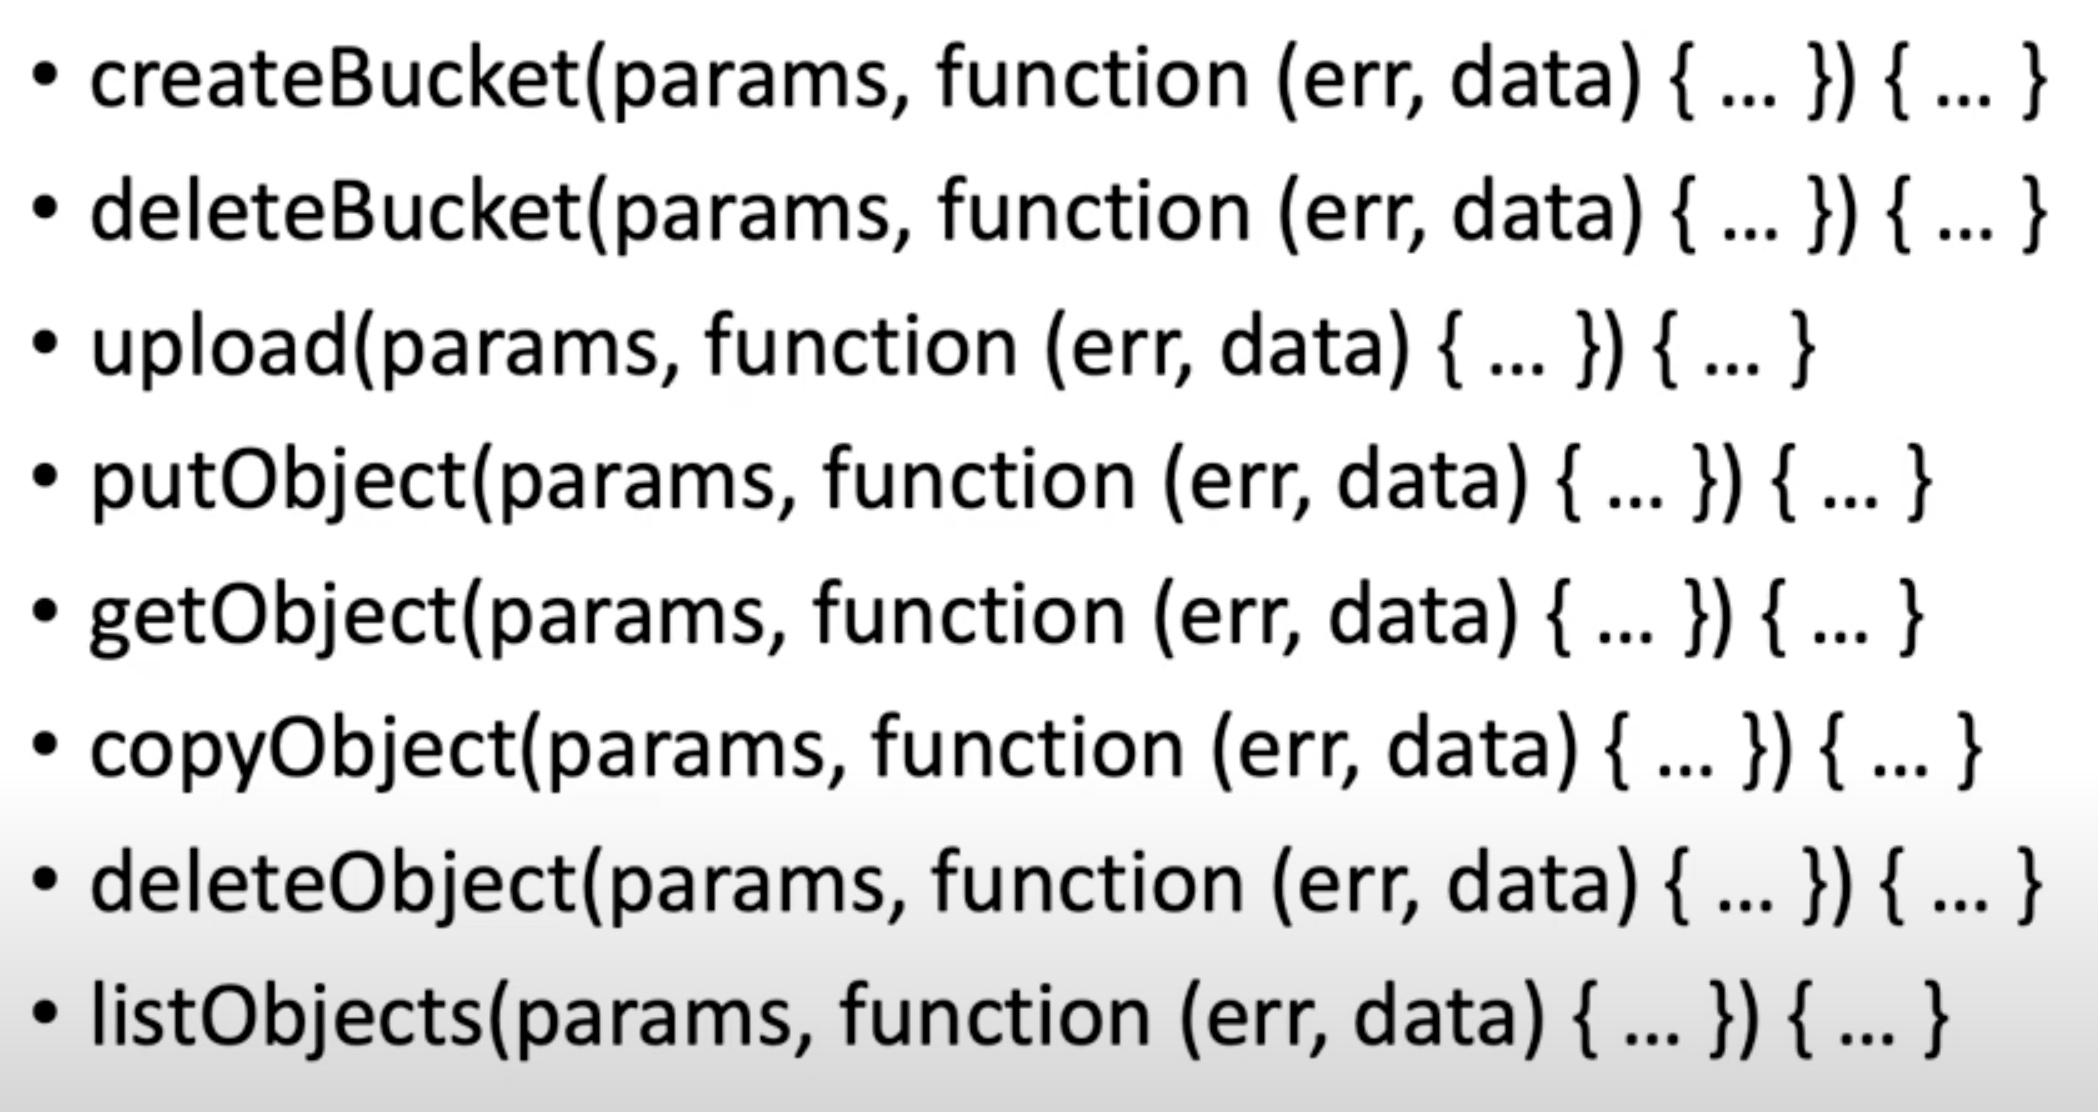 • createBucket(params, function (err, data) { ... }) { ... }
• deleteBucket(params, function (err, data) { ... }) { ... }
• upload(params, function (err, data) { ... }) { ... }
• putObject(params, function (err, data) { ... }) { ... }
• getObject(params, function (err, data) { ... }) { ... }
• copyObject(params, function (err, data) { ... }) { ... }
• deleteObject(params, function (err, data) { ... }) { ... }
• listObjects(params, function (err, data) { ... }) { ... }